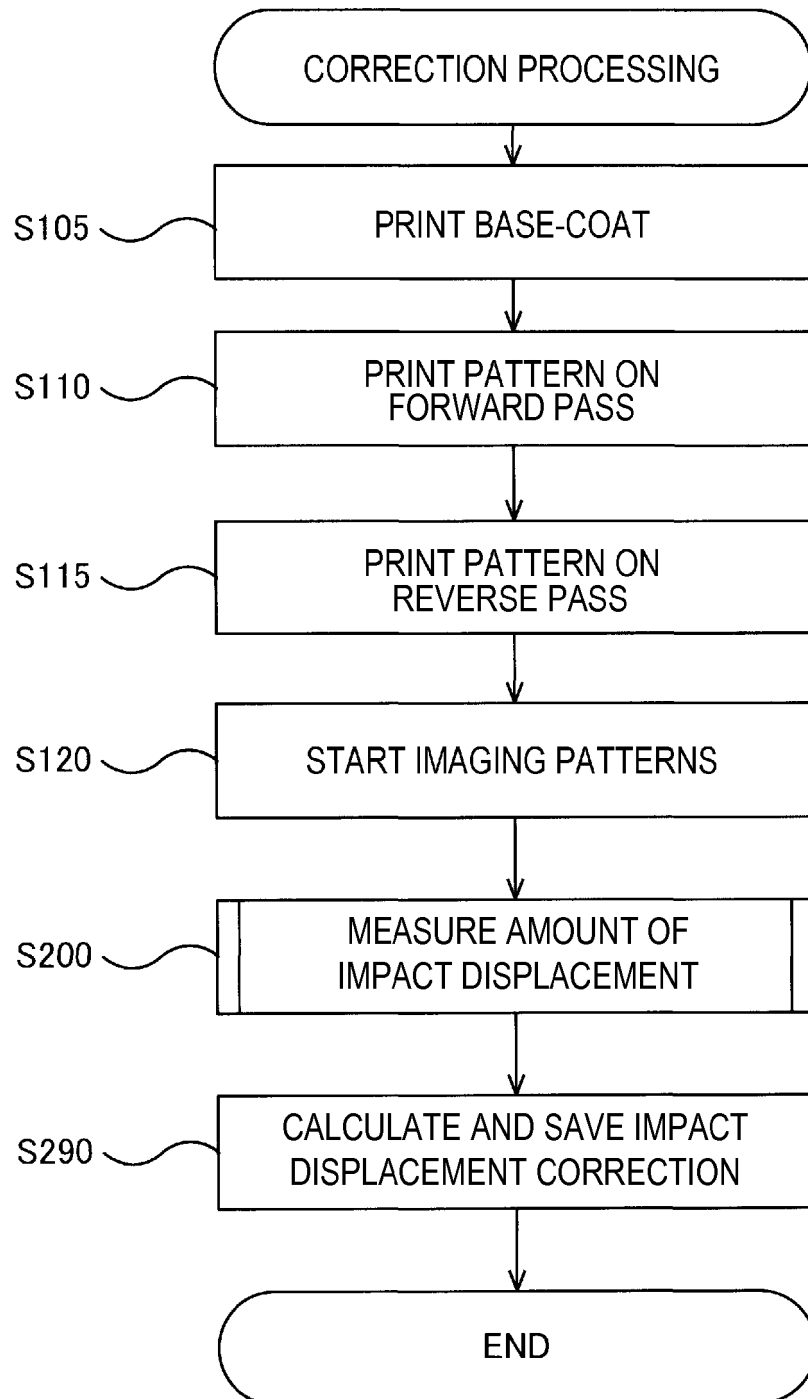 CORRECTION PROCESSING
S105
PRINT BASE-COAT
S110
PRINT PATTERN ON
FORWARD PASS
S115
PRINT PATTERN ON
REVERSE PASS
S120
START IMAGING PATTERNS
S200
MEASURE AMOUNT OF
IMPACT DISPLACEMENT
S290
CALCULATE AND SAVE IMPACT
DISPLACEMENT CORRECTION
END